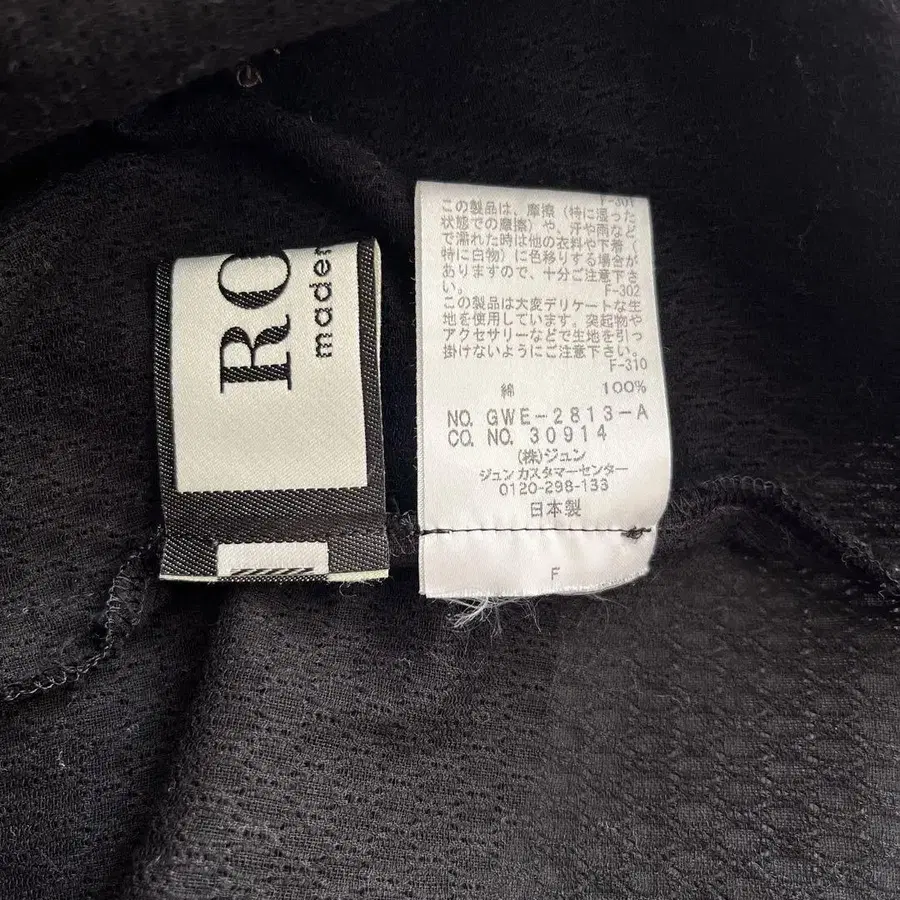 RO
maden
F-301
この製品は、摩擦（特に湿った
状態での摩擦）や、汗や雨など
で濡れた時は他の衣料や下着（
特に白物）に色移りする場合が
ありますので、十分ご注意下さ
い。 F-302
この製品は大変デリケートな生
地を使用しています。突起物や
アクセサリーなどで生地を引っ
掛けないようにご注意下さい。
F-310
綿 100%
NO. GWE-2813-A
CO. NO. 30914
(株)ジュン
ジュンカスタマーセンター
0120-298-133
日本製
F